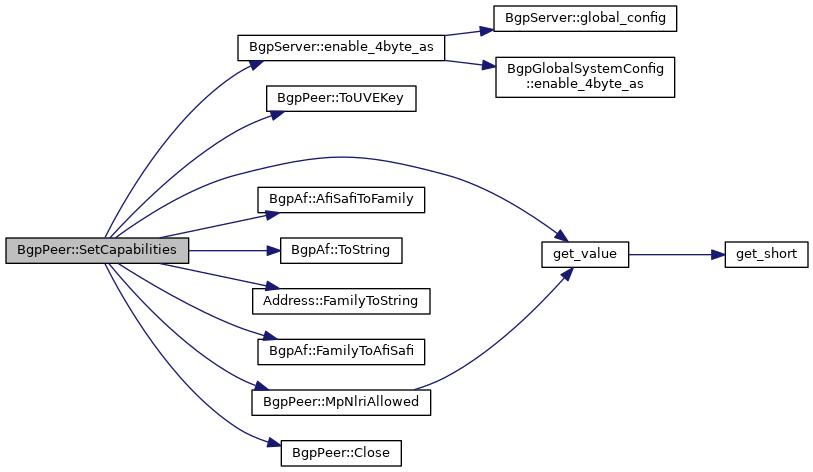 BgpPeer::SetCapabilities
BgpServer::enable_4byte_as
BgpServer::global_config
BgpGlobalSystemConfig
::enable_4byte_as
BgpPeer::ToUVEKey
BgpAf::AfiSafiToFamily
BgpAf::ToString
Address::FamilyToString
BgpAf::FamilyToAfiSafi
BgpPeer::MpNlriAllowed
BgpPeer::Close
get_value
get_short